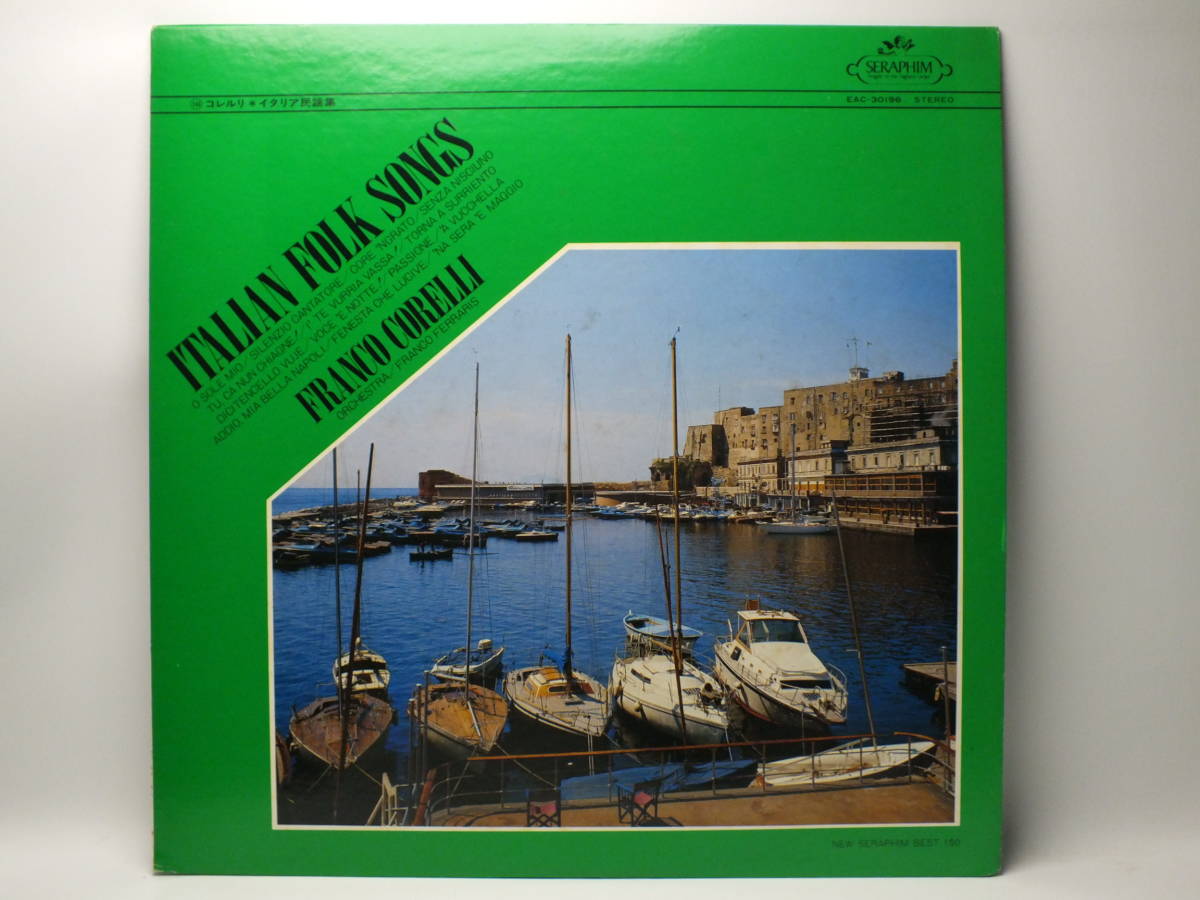 SERAPHIM
コレルリ*イタリア民謡集
EAC-30196 STEREO
ITALIAN FOLK SONGS
O SOLE MIO / SILENZIO CANTATORE / CORE 'NGRATO / SENZA NISCIUNO
TU, CA NUN CHIAGNE! / I' TE VURRIA VASSA'! / TORNA A SURRIENTO
DICITENCELLO VUJE / VOCE 'E NOTTE! / PASSIONE / 'A VUCCHELLA
ADDIO, MIA BELLA NAPOLI / FENESTA CHE LUCIVE / 'NA SERA 'E MAGGIO
FRANCO CORELLI
ORCHESTRA / FRANCO FERRARIS
NEW SERAPHIM BEST 150